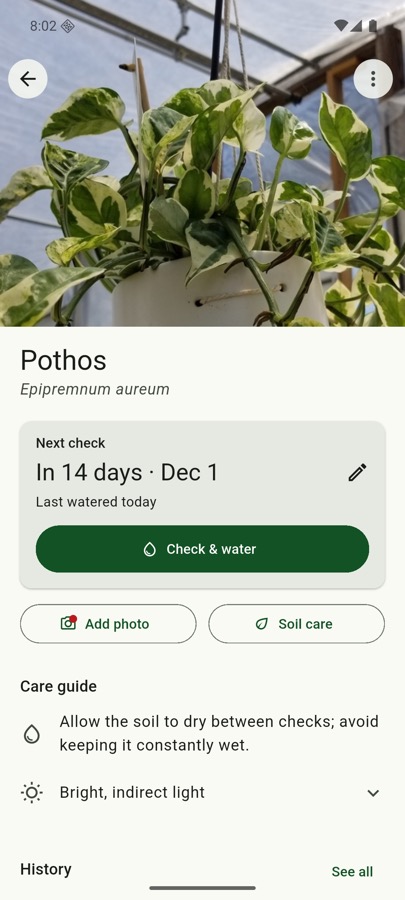 8:02
Pothos
Epipremnum aureum
Next check
In 14 days · Dec 1
Last watered today
Check & water
Add photo
Soil care
Care guide
Allow the soil to dry between checks; avoid
keeping it constantly wet.
Bright, indirect light
History
See all